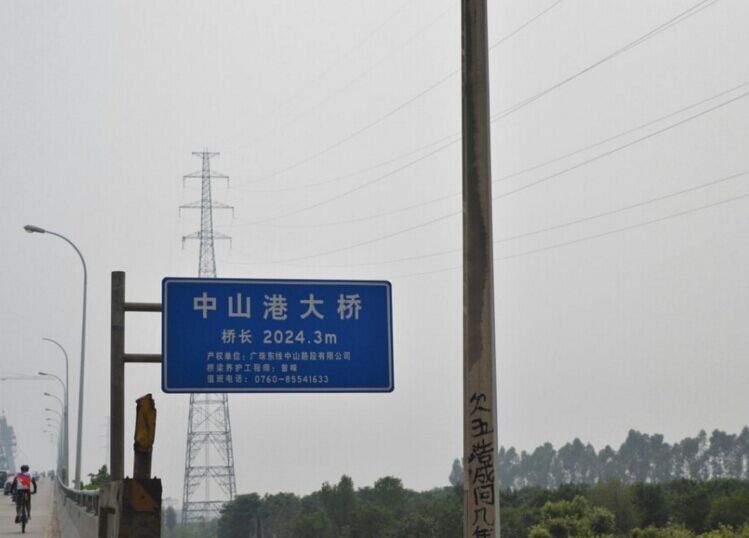 中山港大桥
桥长 2024.3m
产权单位：广珠东线中山路段有限公司
桥梁养护工程师：曾峰
值班电话：0760-85541633